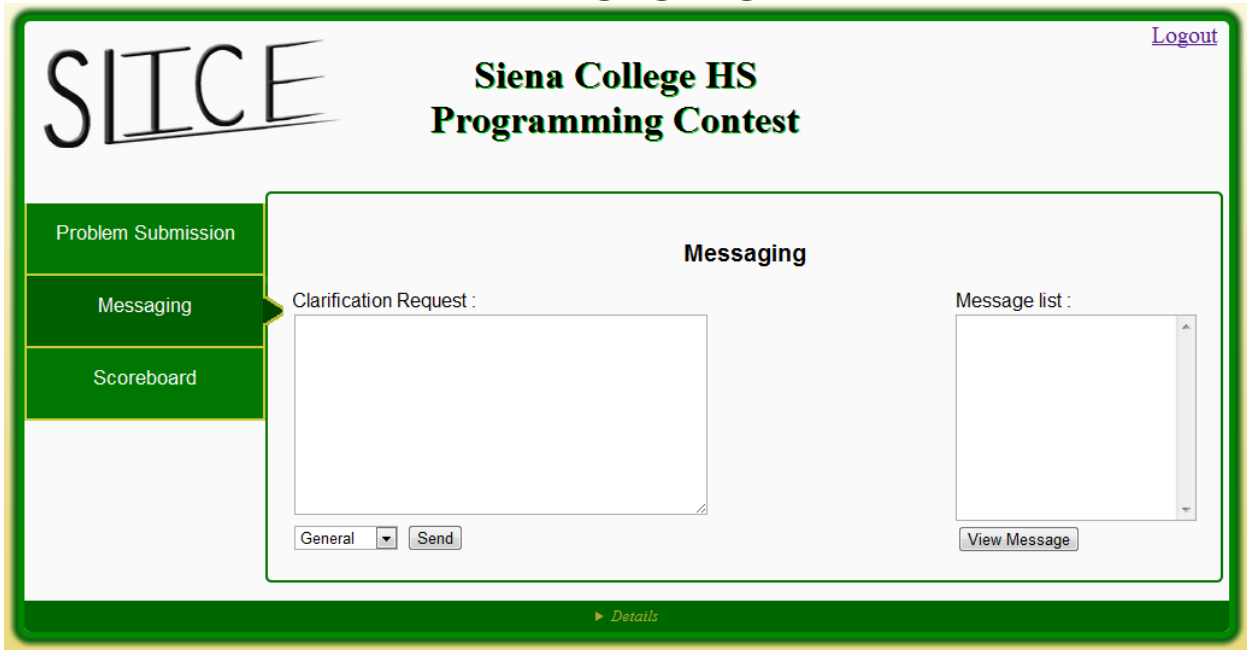 Logout
SIICE
Siena College HS
Programming Contest
Problem Submission
Messaging
Scoreboard
Messaging
Clarification Request :
Message list :
General
Send
View Message
Details